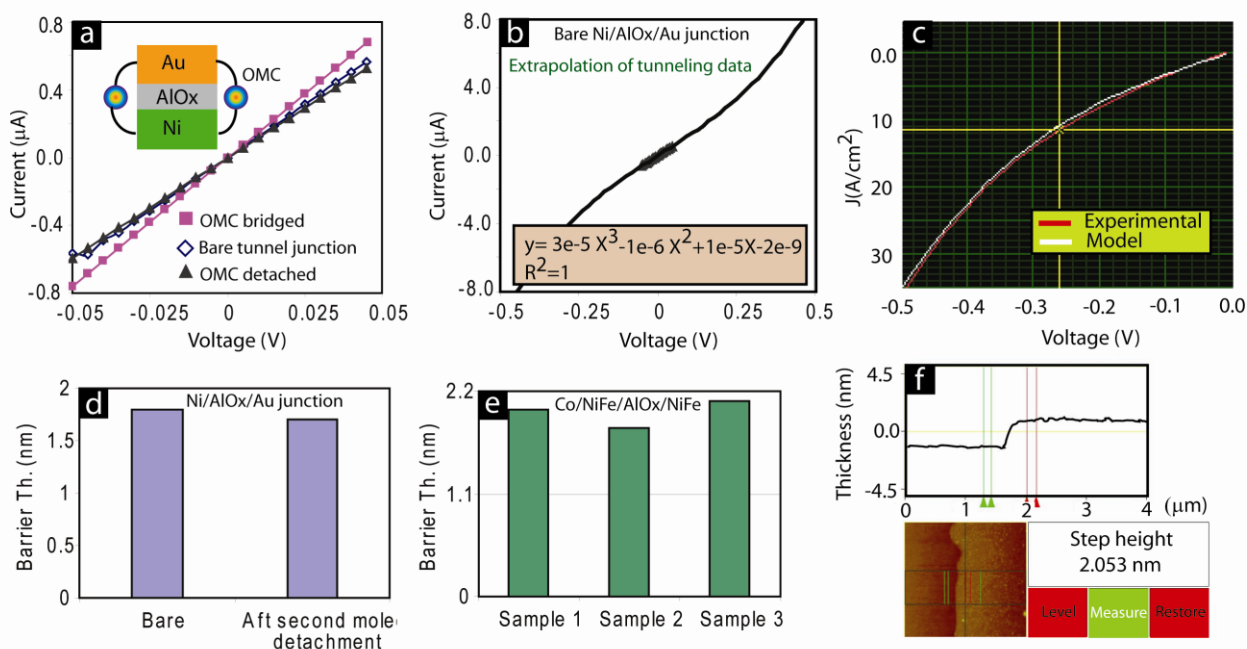 a
0.8
0.4
0.0
-0.4
-0.8
Current (µA)
Au
AlOx
Ni
OMC
OMC bridged
Bare tunnel junction
OMC detached
-0.05
-0.025
0
0.025
0.05
Voltage (V)
b
8.0
4.0
0.0
-4.0
-8.0
Current (µA)
Bare Ni/AlOx/Au junction
Extrapolation of tunneling data
y= 3e-5 X^3-1e-6 X^2+1e-5X-2e-9
R^2=1
-0.5
-0.25
0
0.25
0.5
Voltage (V)
c
0.0
10
20
30
J(A/cm2)
Experimental
Model
-0.5
-0.4
-0.3
-0.2
-0.1
0.0
Voltage (V)
d
Ni/AlOx/Au junction
2
1.5
1
0.5
0
Barrier Th. (nm)
Bare
Aft second mole
detachment
e
Co/NiFe/AlOx/NiFe
2.2
1.1
0
Barrier Th. (nm)
Sample 1
Sample 2
Sample 3
f
4.5
0.0
-4.5
Thickness (nm)
0
1
2
3
4
(µm)
Step height
2.053 nm
Level
Measure
Restore